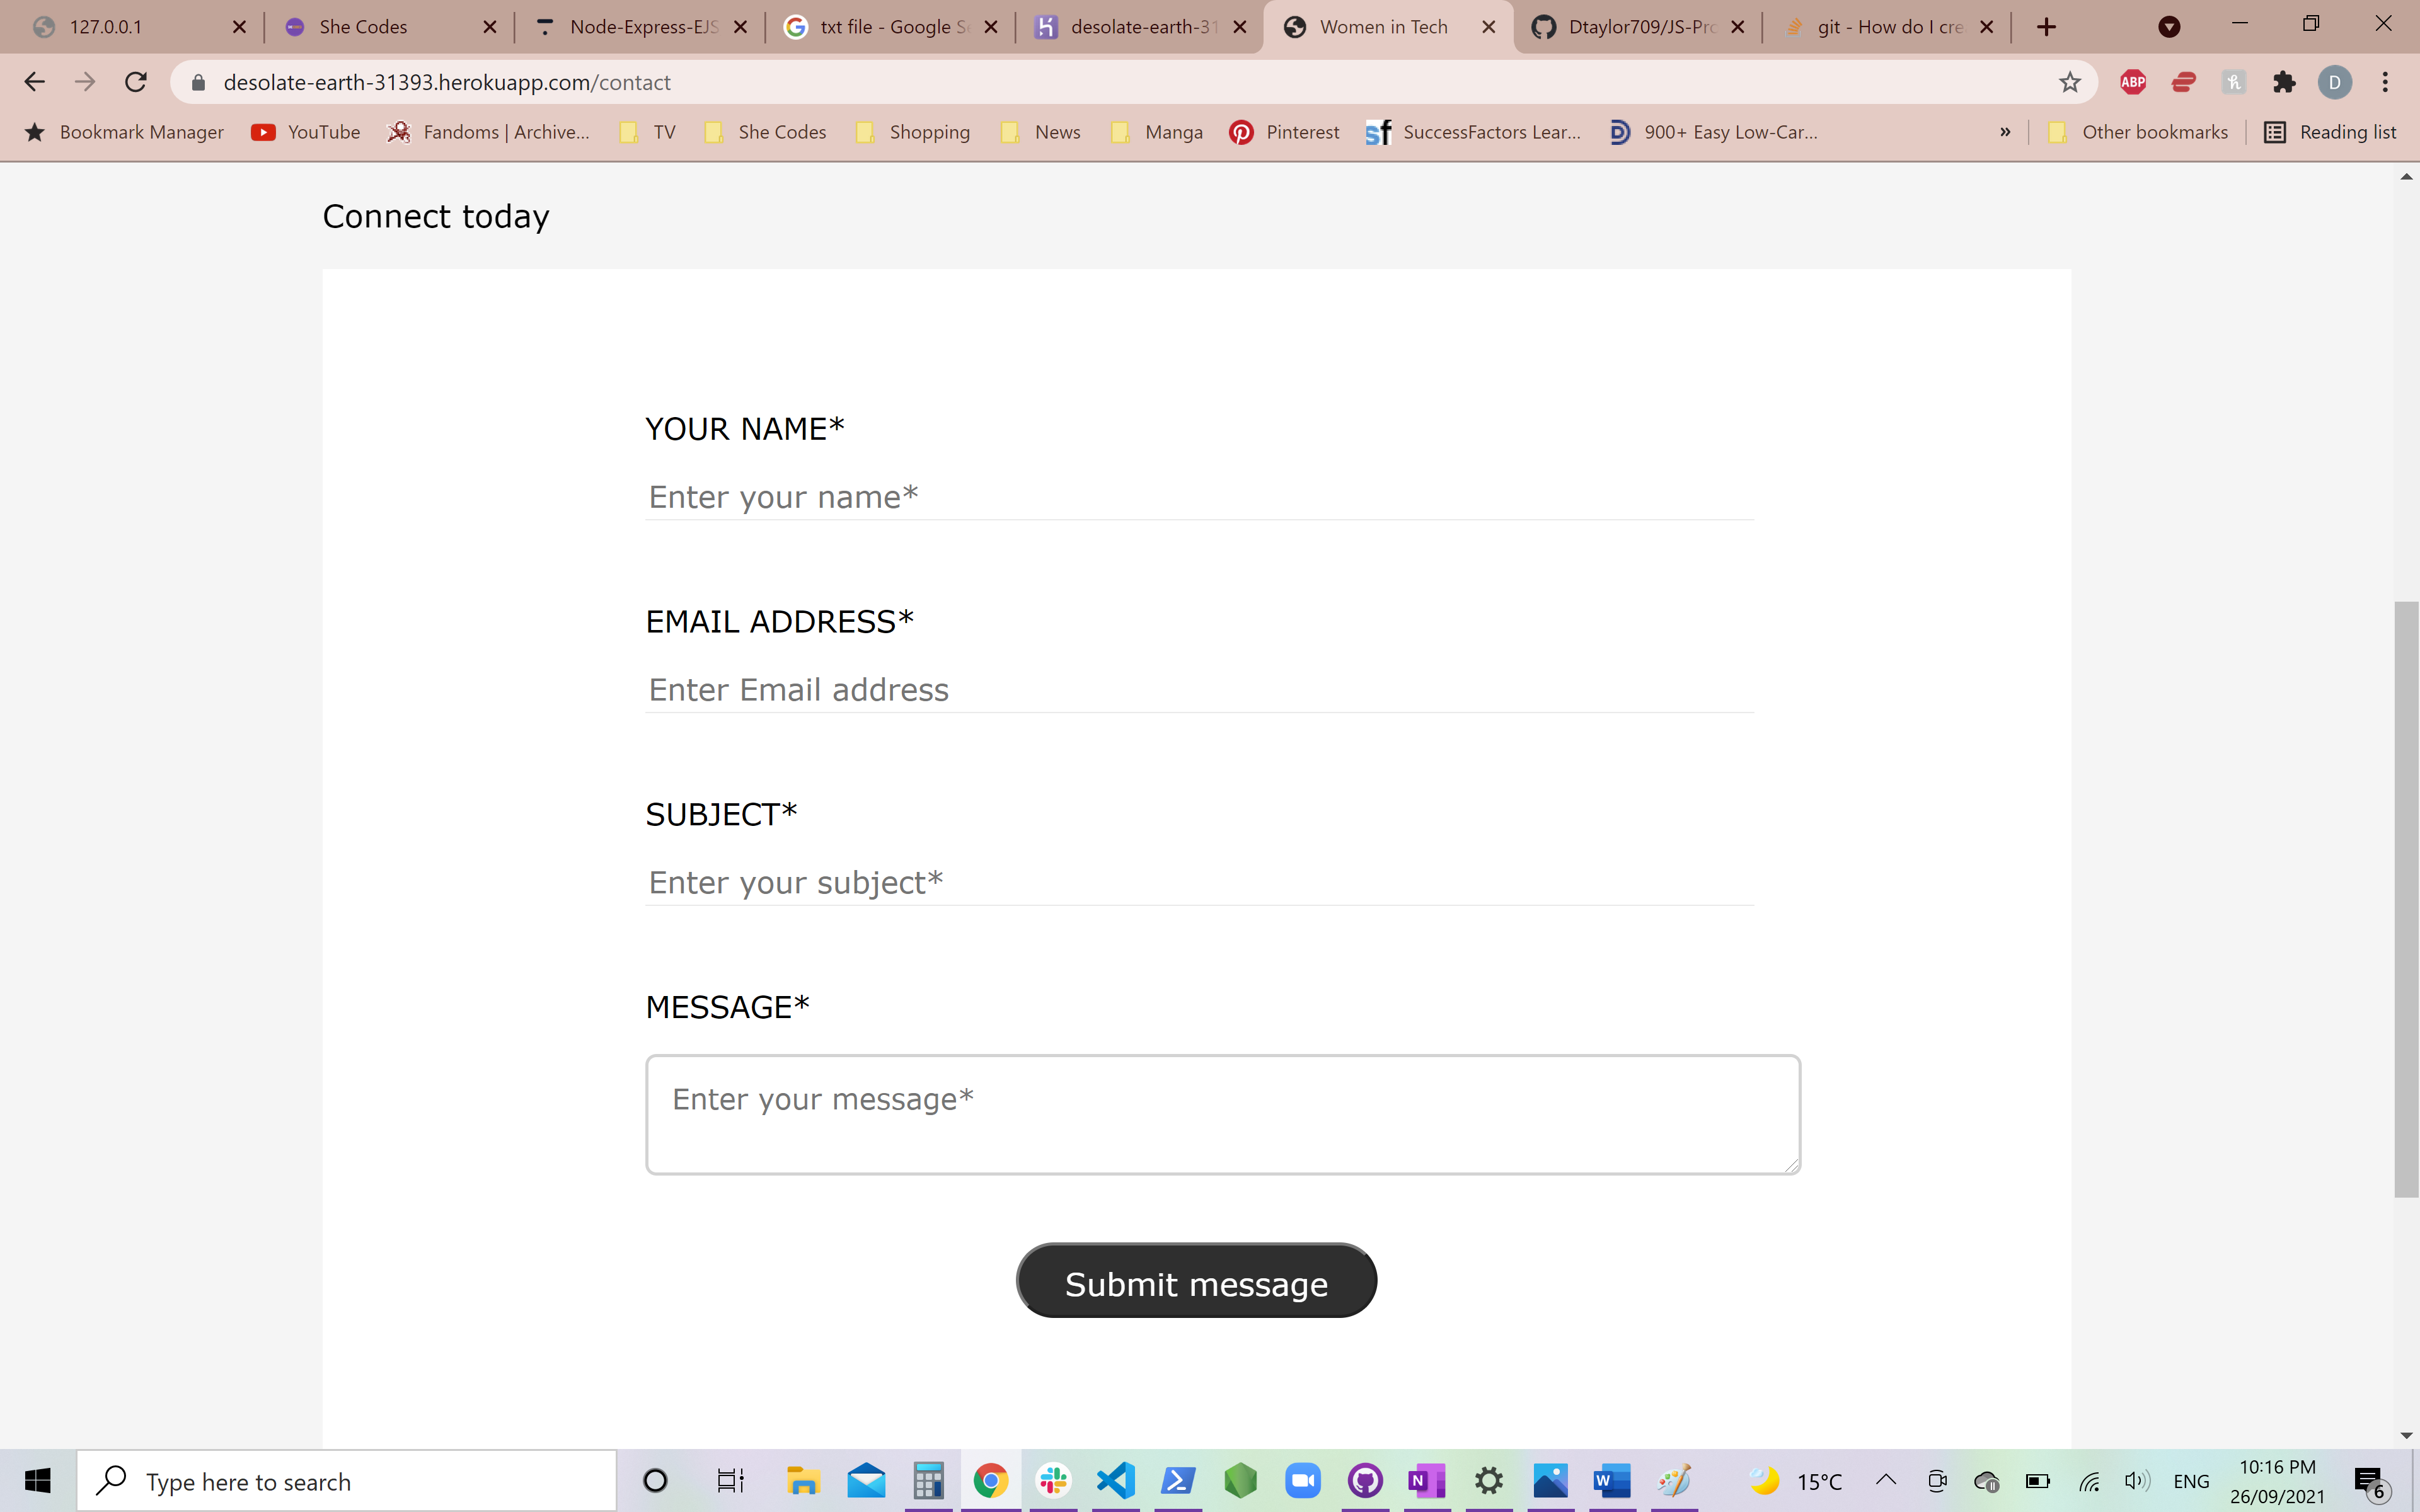 127.0.0.1
She Codes
Node-Express-EJS
txt file - Google Se
desolate-earth-31
Women in Tech
Dtaylor709/JS-Pro
git - How do I cre
desolate-earth-31393.herokuapp.com/contact
ABP
h
D
Bookmark Manager
YouTube
Fandoms | Archive...
TV
She Codes
Shopping
News
Manga
Pinterest
sf
SuccessFactors Lear...
900+ Easy Low-Car...
»
Other bookmarks
Reading list
Connect today
YOUR NAME*
Enter your name*
EMAIL ADDRESS*
Enter Email address
SUBJECT*
Enter your subject*
MESSAGE*
Enter your message*
Submit message
Type here to search
N
W
15°C
ENG
10:16 PM
26/09/2021
6